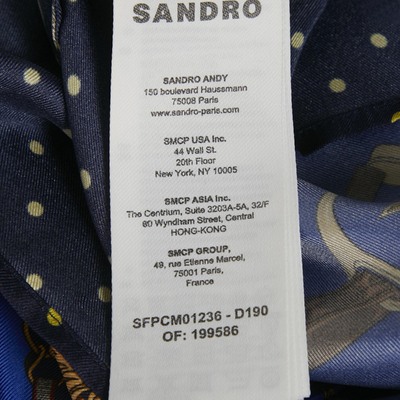 SANDRO
SANDRO ANDY
150 boulevard Haussmann
75008 Paris
www.sandro-paris.com
SMCP USA Inc.
44 Wall St.
20th Floor
New York, NY 10005
SMCP ASIA Inc.
The Centrium, Suite 3203A-5A, 32/F
60 Wyndham Street, Central
HONG-KONG
SMCP GROUP,
49, rue Etienne Marcel,
75001 Paris,
France
SFPCM01236 - D190
OF: 199586